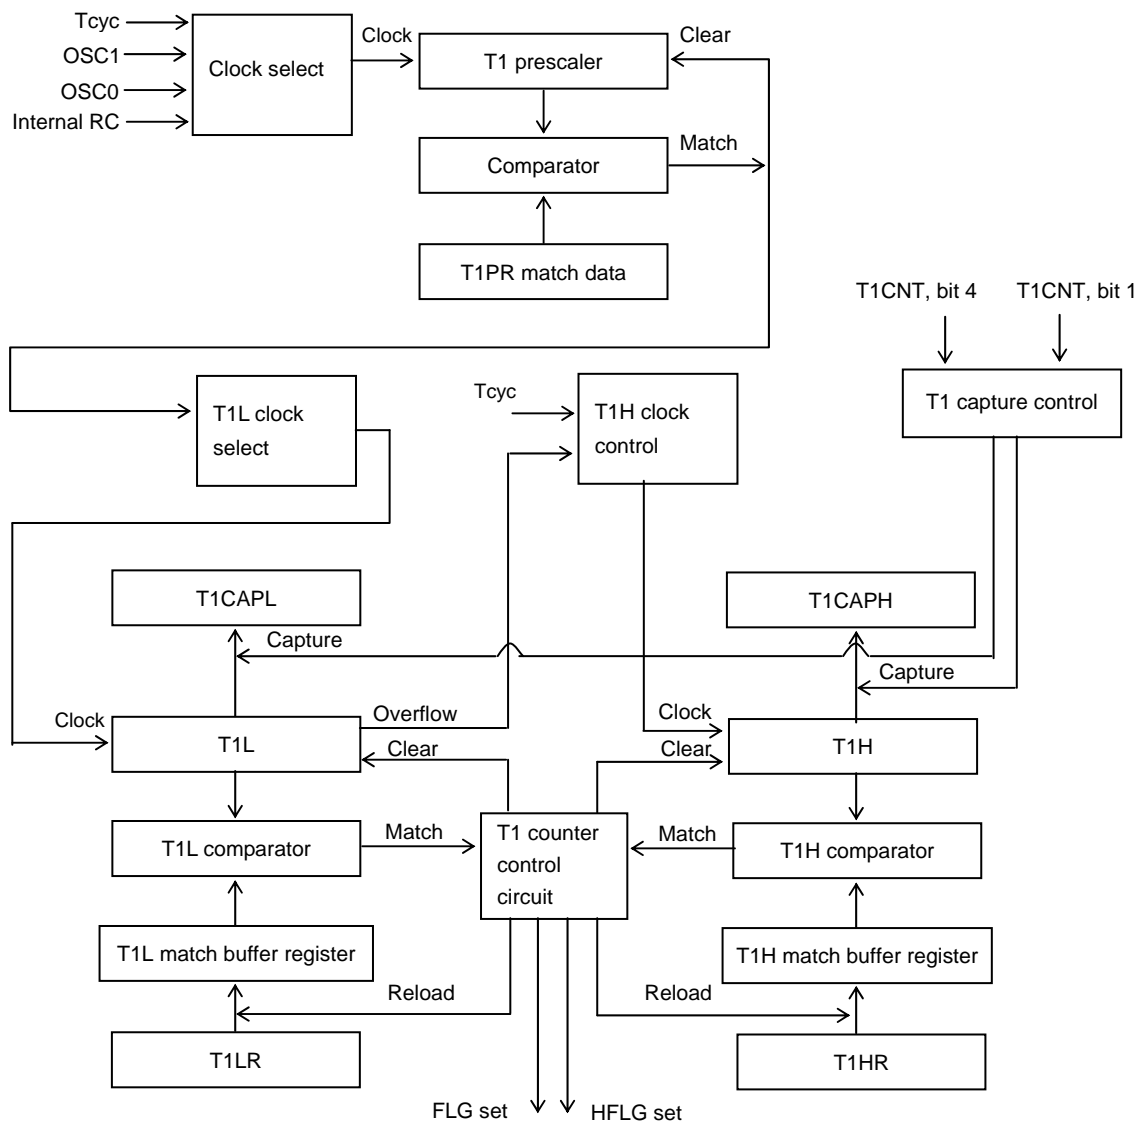 Tcyc
OSC1
OSC0
Internal RC
Clock select
Clock
T1 prescaler
Clear
Comparator
Match
T1PR match data
T1CNT, bit 4
T1CNT, bit 1
T1 capture control
T1L clock
select
Tcyc
T1H clock
control
T1CAPL
T1CAPH
Capture
Capture
Clock
T1L
Overflow
Clear
Clock
Clear
T1H
T1L comparator
Match
T1 counter
control
circuit
Match
T1H comparator
T1L match buffer register
T1H match buffer register
Reload
Reload
T1LR
T1HR
FLG set
HFLG set